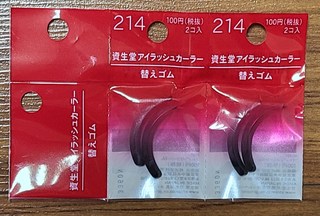 214
100円(税抜)
2コ入
資生堂アイラッシュカーラー
替えゴム
214
100円(税抜)
2コ入
資生堂アイラッシュカーラー
替えゴム
資生堂アイラッシュカーラー
替えゴム